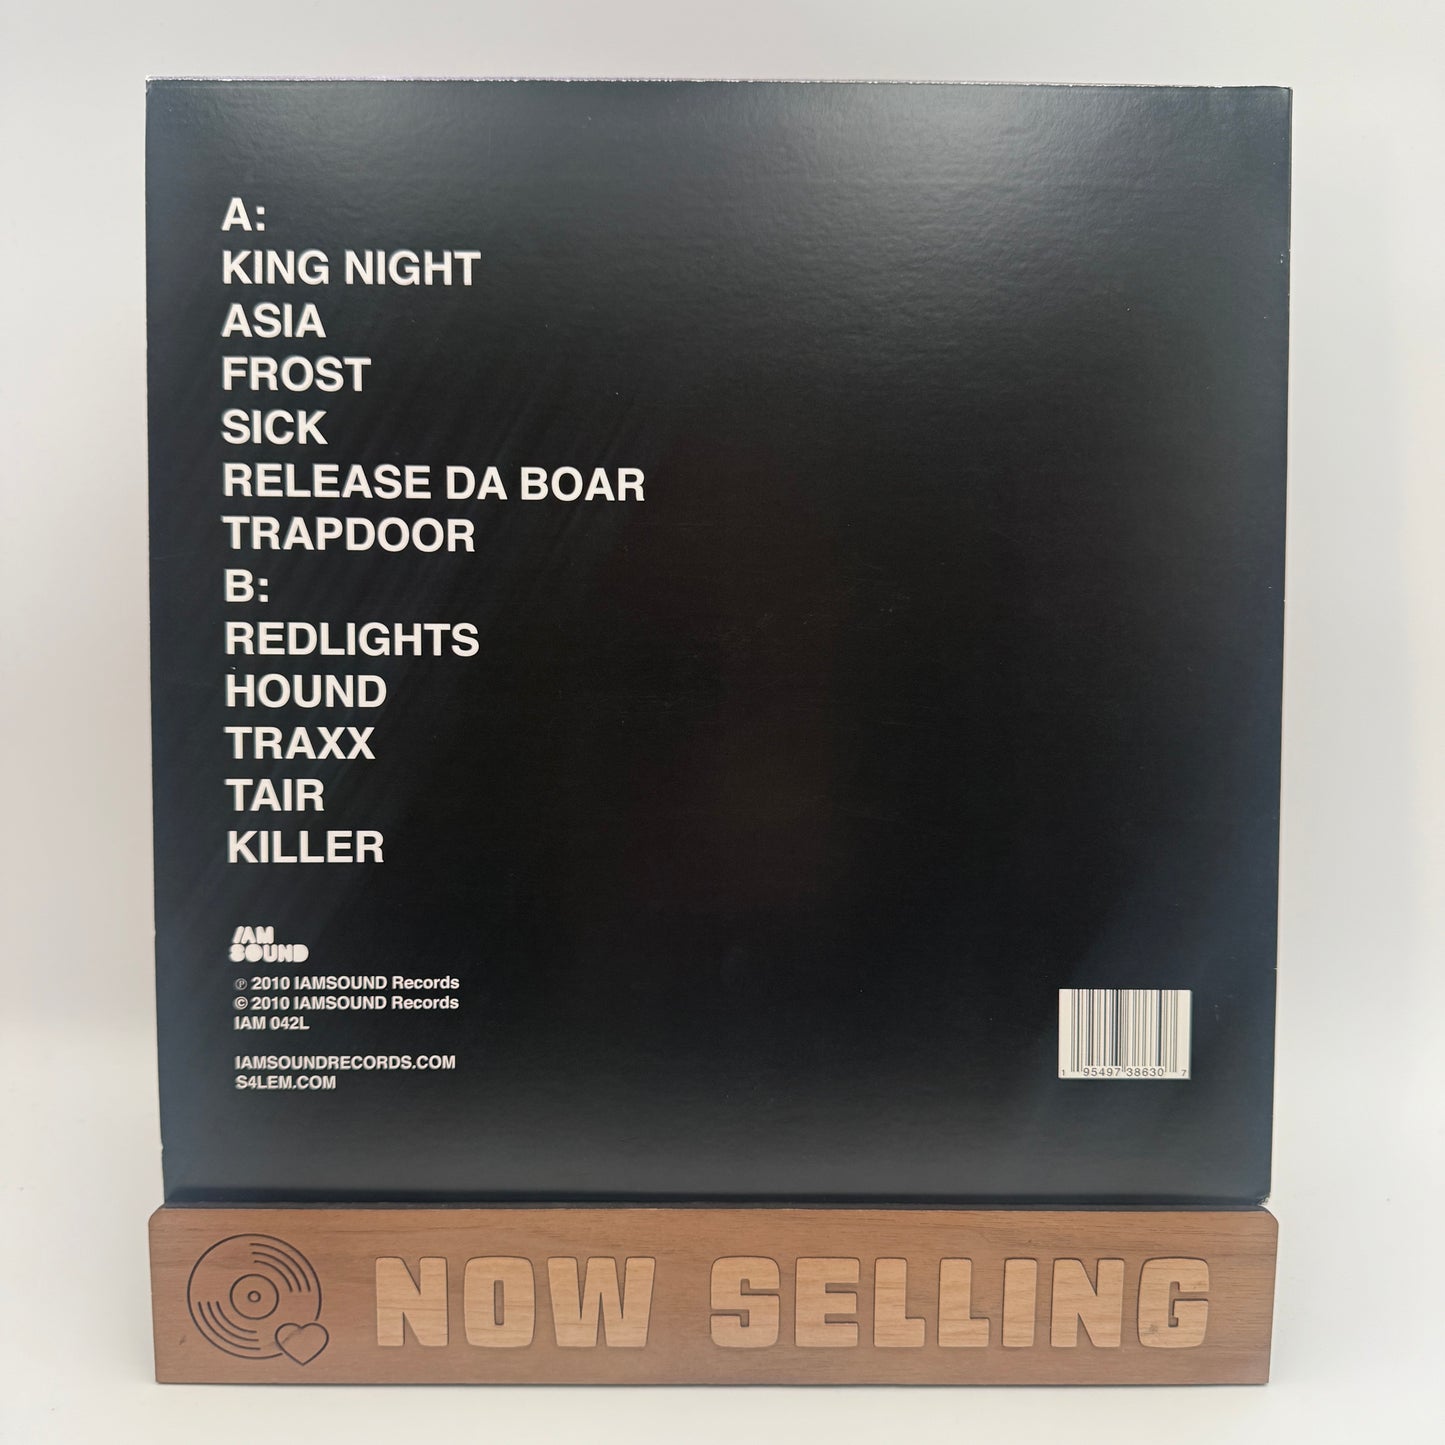 A:
KING NIGHT
ASIA
FROST
SICK
RELEASE DA BOAR
TRAPDOOR
B:
REDLIGHTS
HOUND
TRAXX
TAIR
KILLER
IAM
SOUND
℗ 2010 IAMSOUND Records
© 2010 IAMSOUND Records
IAM 042L
IAMSOUNDRECORDS.COM
S4LEM.COM
1 95497 38630 7
NOW SELLING